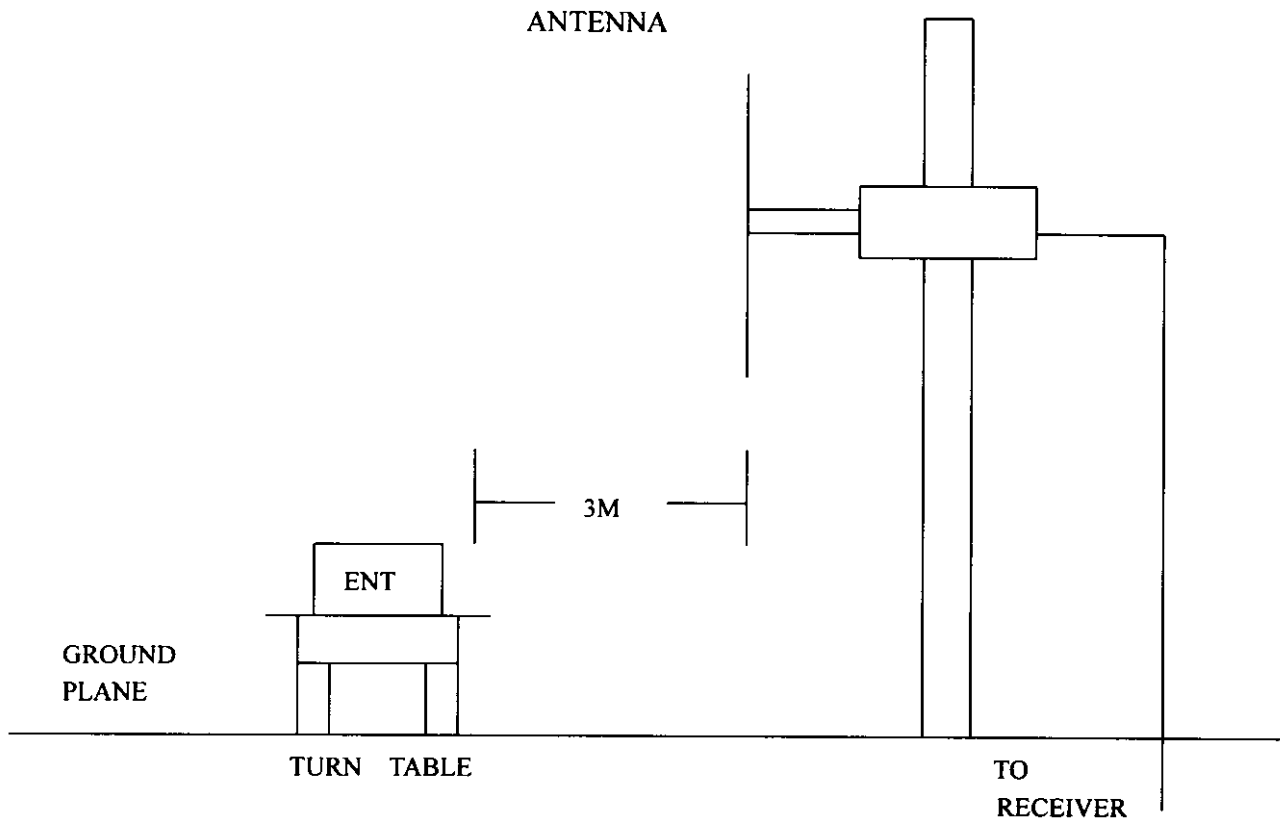 ANTENNA
3M
ENT
GROUND
PLANE
TURN TABLE
TO
RECEIVER